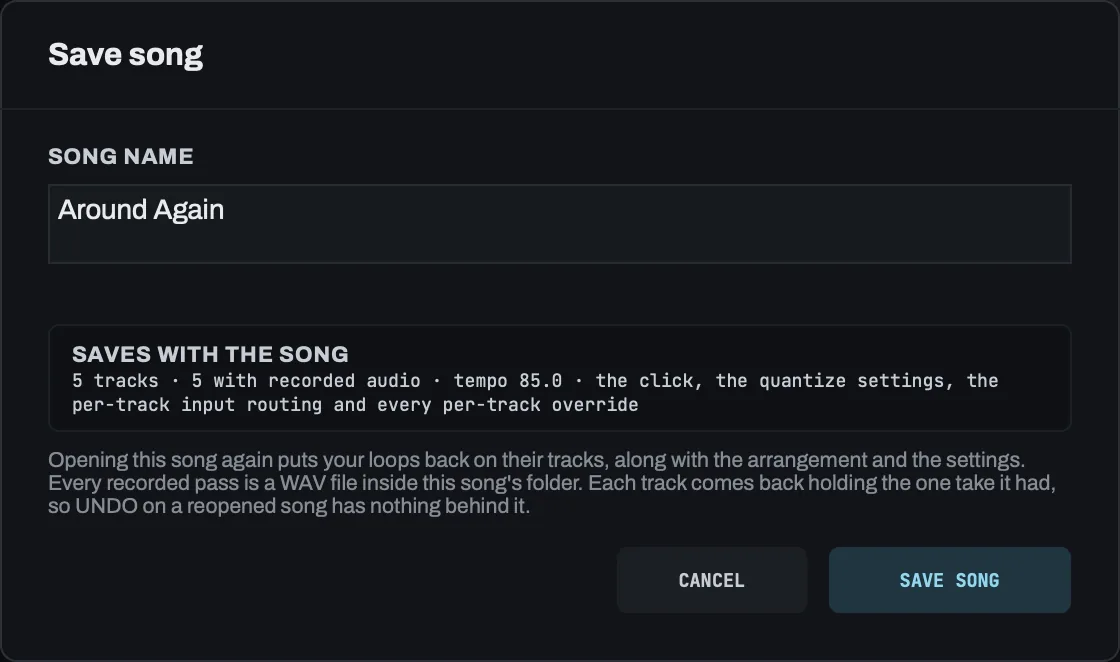 Save song
SONG NAME
Around Again
SAVES WITH THE SONG
5 tracks · 5 with recorded audio · tempo 85.0 · the click, the quantize settings, the
per-track input routing and every per-track override
Opening this song again puts your loops back on their tracks, along with the arrangement and the settings.
Every recorded pass is a WAV file inside this song's folder. Each track comes back holding the one take it had,
so UNDO on a reopened song has nothing behind it.
CANCEL
SAVE SONG